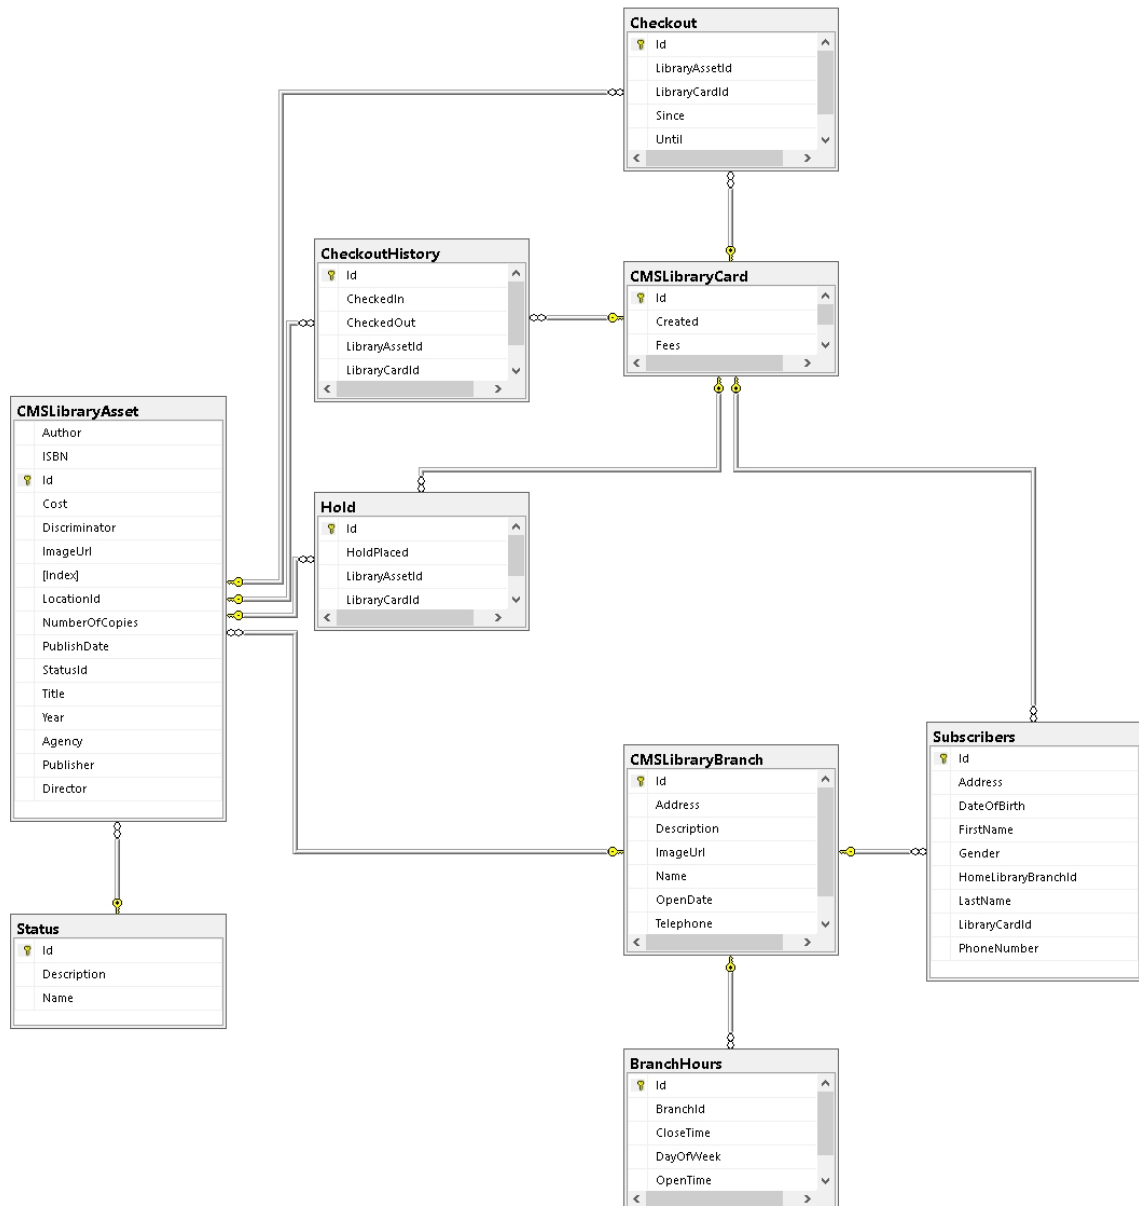 Checkout
Id
LibraryAssetId
LibraryCardId
Since
Until
CheckoutHistory
Id
CheckedIn
CheckedOut
LibraryAssetId
LibraryCardId
CMSLibraryCard
Id
Created
Fees
CMSLibraryAsset
Author
ISBN
Id
Cost
Discriminator
ImageUrl
[Index]
LocationId
NumberOfCopies
PublishDate
StatusId
Title
Year
Agency
Publisher
Director
Hold
Id
HoldPlaced
LibraryAssetId
LibraryCardId
CMSLibraryBranch
Id
Address
Description
ImageUrl
Name
OpenDate
Telephone
Subscribers
Id
Address
DateOfBirth
FirstName
Gender
HomeLibraryBranchId
LastName
LibraryCardId
PhoneNumber
Status
Id
Description
Name
BranchHours
Id
BranchId
CloseTime
DayOfWeek
OpenTime